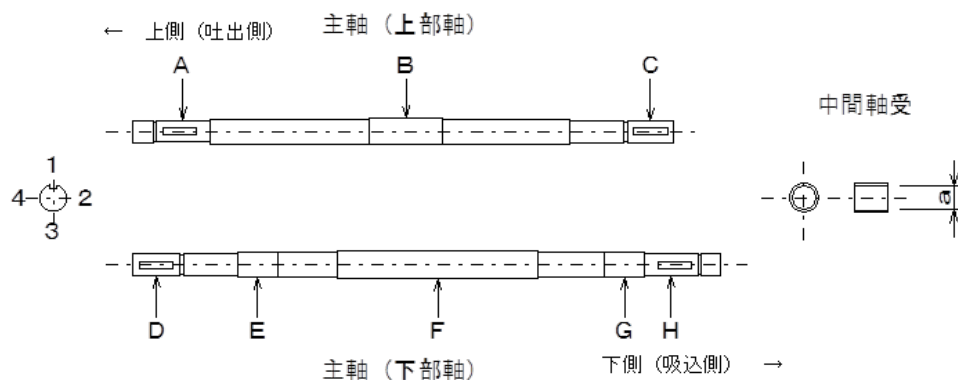 ← 上側（吐出側）
主軸（上部軸）
A
B
C
中間軸受
1
4
2
3
a
D
E
F
G
H
主軸（下部軸）
下側（吸込側） →